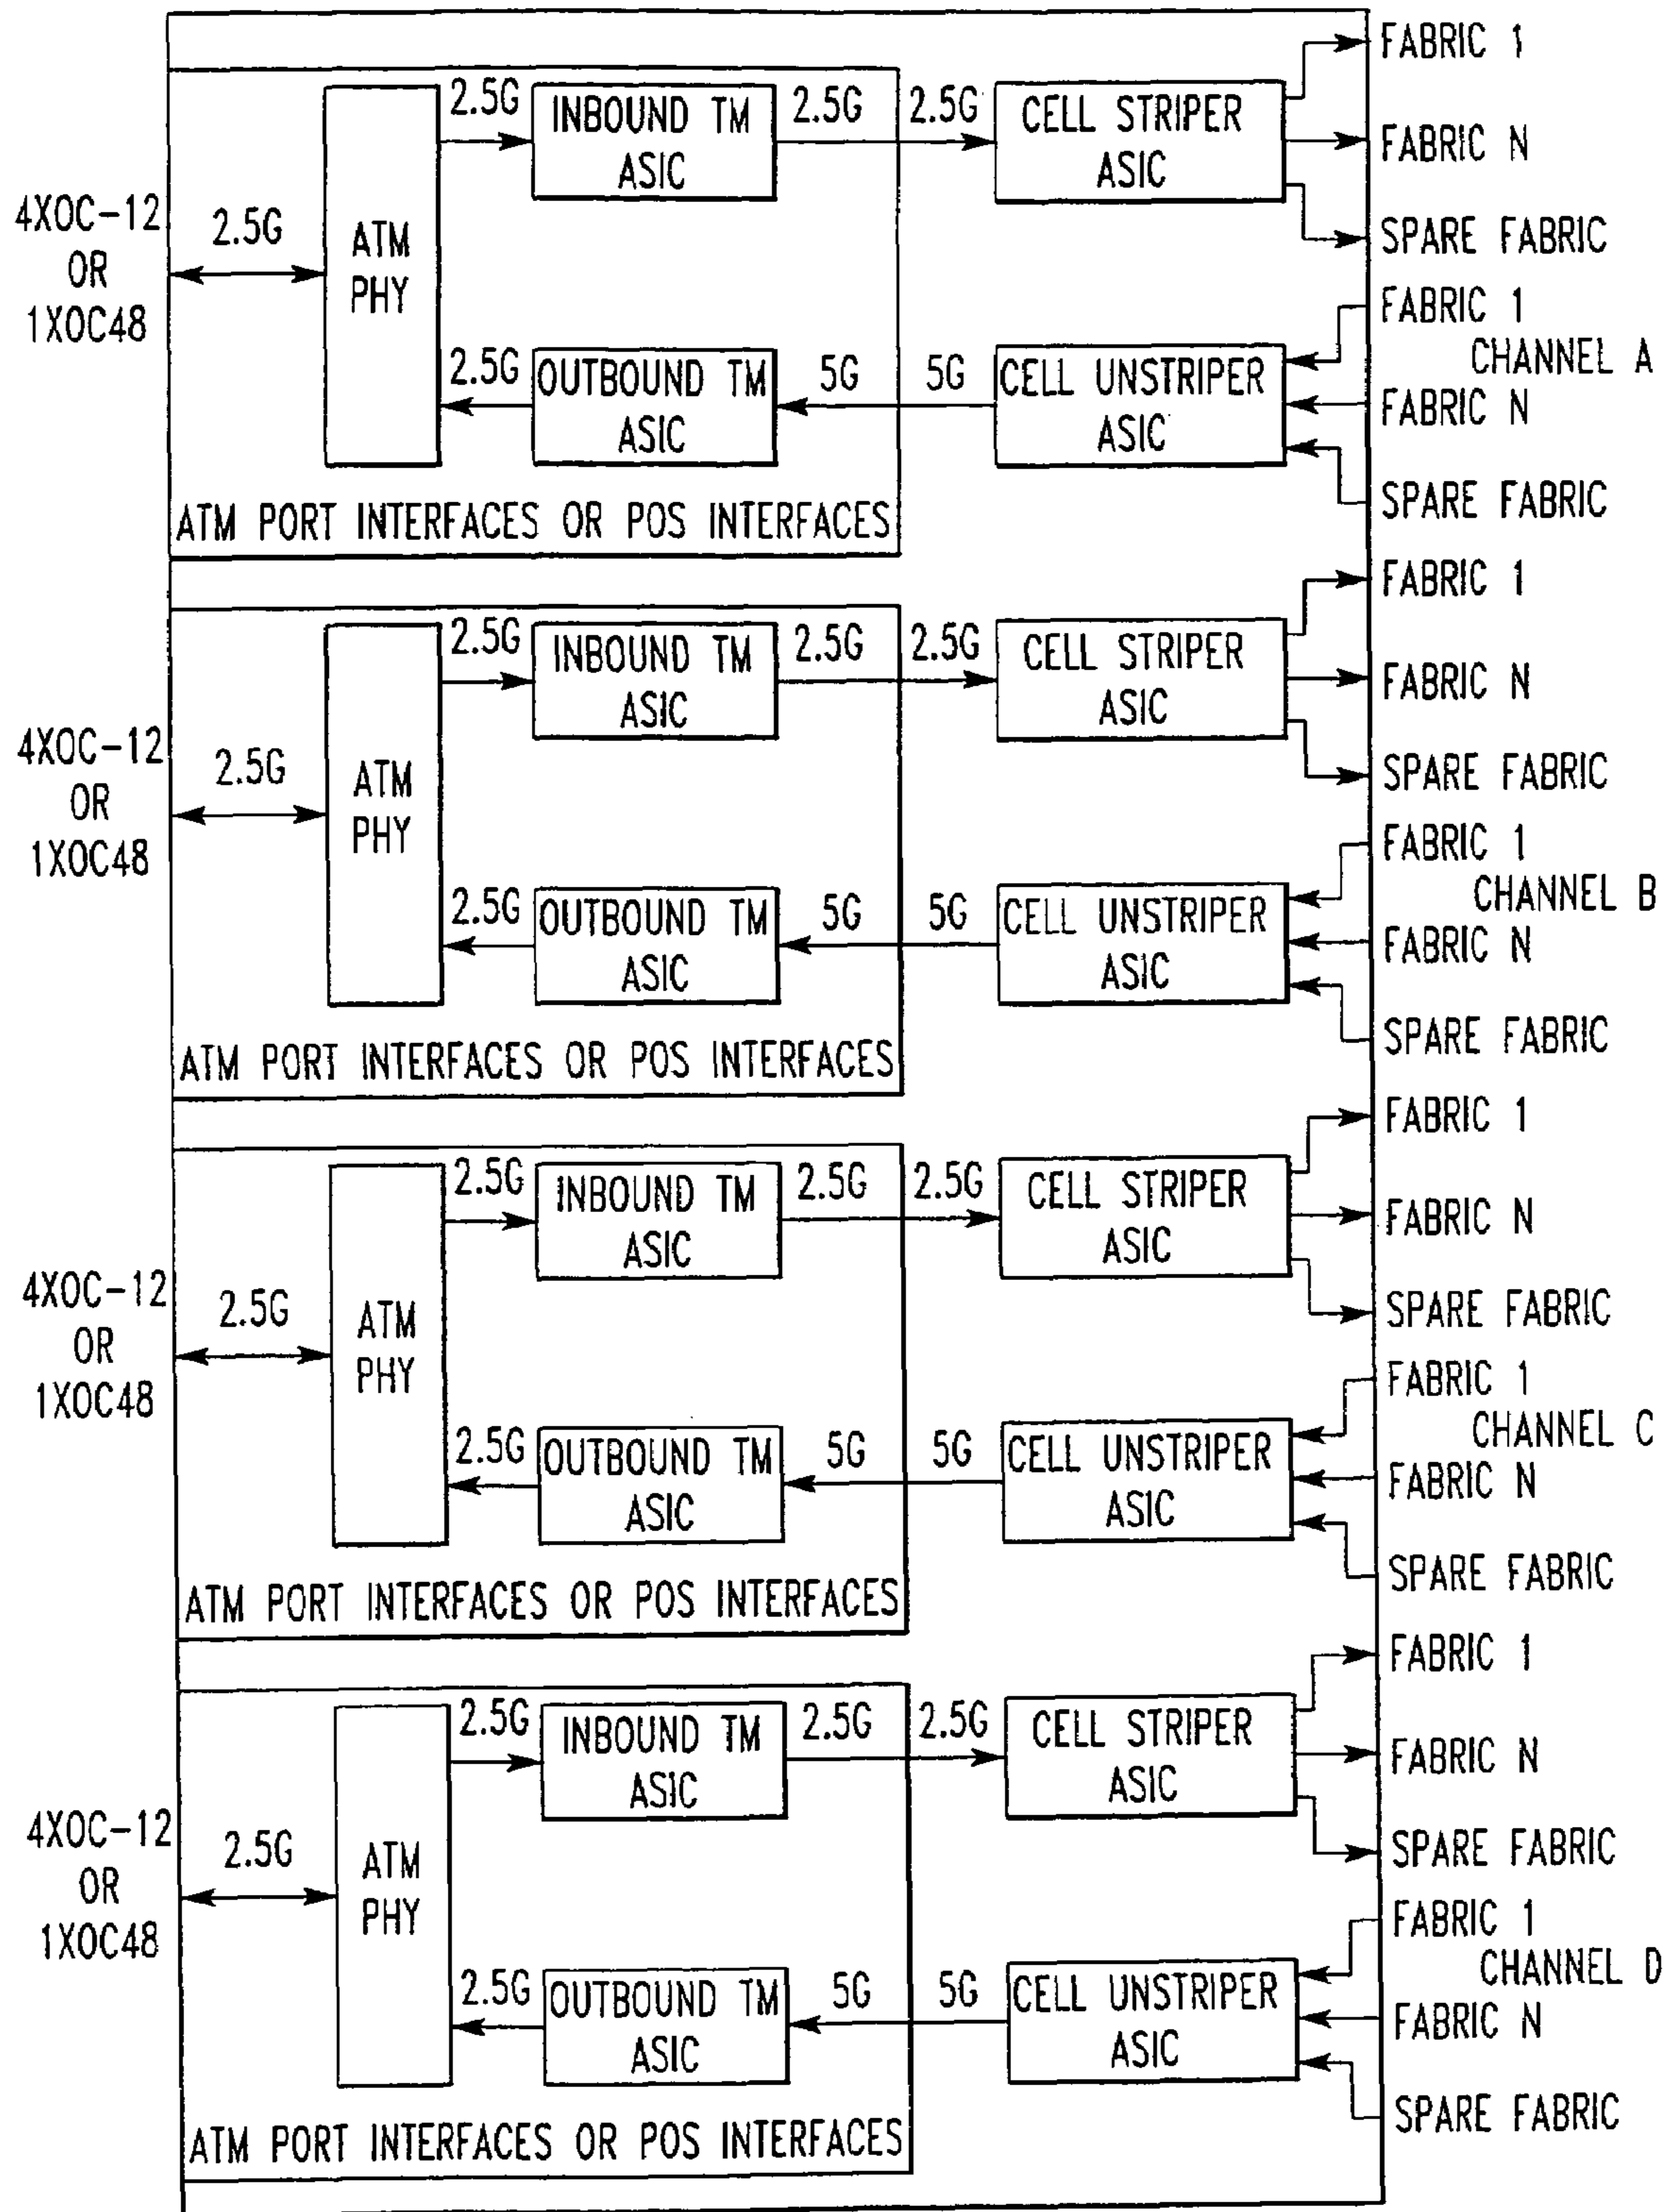 FABRIC 1
2.5G
INBOUND TM
ASIC
2.5G
2.5G
CELL STRIPER
ASIC
FABRIC N
4XOC-12
OR
1XOC48
2.5G
ATM
PHY
SPARE FABRIC
FABRIC 1
CHANNEL A
2.5G
OUTBOUND TM
ASIC
5G
5G
CELL UNSTRIPER
ASIC
FABRIC N
SPARE FABRIC
ATM PORT INTERFACES OR POS INTERFACES
FABRIC 1
2.5G
INBOUND TM
ASIC
2.5G
2.5G
CELL STRIPER
ASIC
FABRIC N
4XOC-12
OR
1XOC48
2.5G
ATM
PHY
SPARE FABRIC
FABRIC 1
CHANNEL B
2.5G
OUTBOUND TM
ASIC
5G
5G
CELL UNSTRIPER
ASIC
FABRIC N
SPARE FABRIC
ATM PORT INTERFACES OR POS INTERFACES
FABRIC 1
2.5G
INBOUND TM
ASIC
2.5G
2.5G
CELL STRIPER
ASIC
FABRIC N
4XOC-12
OR
1XOC48
2.5G
ATM
PHY
SPARE FABRIC
FABRIC 1
CHANNEL C
2.5G
OUTBOUND TM
ASIC
5G
5G
CELL UNSTRIPER
ASIC
FABRIC N
SPARE FABRIC
ATM PORT INTERFACES OR POS INTERFACES
FABRIC 1
2.5G
INBOUND TM
ASIC
2.5G
2.5G
CELL STRIPER
ASIC
FABRIC N
4XOC-12
OR
1XOC48
2.5G
ATM
PHY
SPARE FABRIC
FABRIC 1
CHANNEL D
2.5G
OUTBOUND TM
ASIC
5G
5G
CELL UNSTRIPER
ASIC
FABRIC N
SPARE FABRIC
ATM PORT INTERFACES OR POS INTERFACES